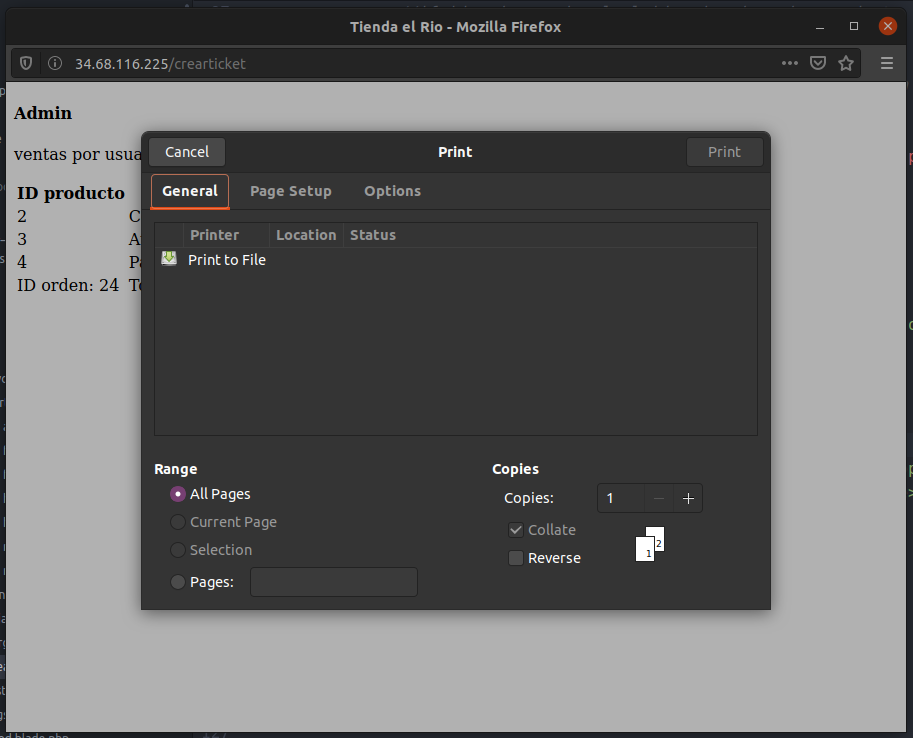 Tienda el Rio - Mozilla Firefox
34.68.116.225/crearticket
Admin
ventas por usua
ID producto
2 C
3
4
ID orden: 24
Cancel Print Print
General Page Setup Options
Printer Location Status
Print to File
Range Copies
All Pages Copies: 1
Current Page Collate
Selection Reverse
Pages:
1 2